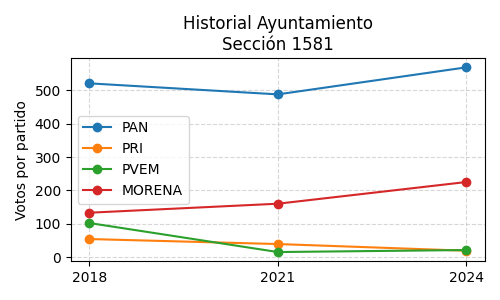 Historial Ayuntamiento
Sección 1581
Votos por partido
500
400
300
200
100
0
PAN
PRI
PVEM
MORENA
2018
2021
2024